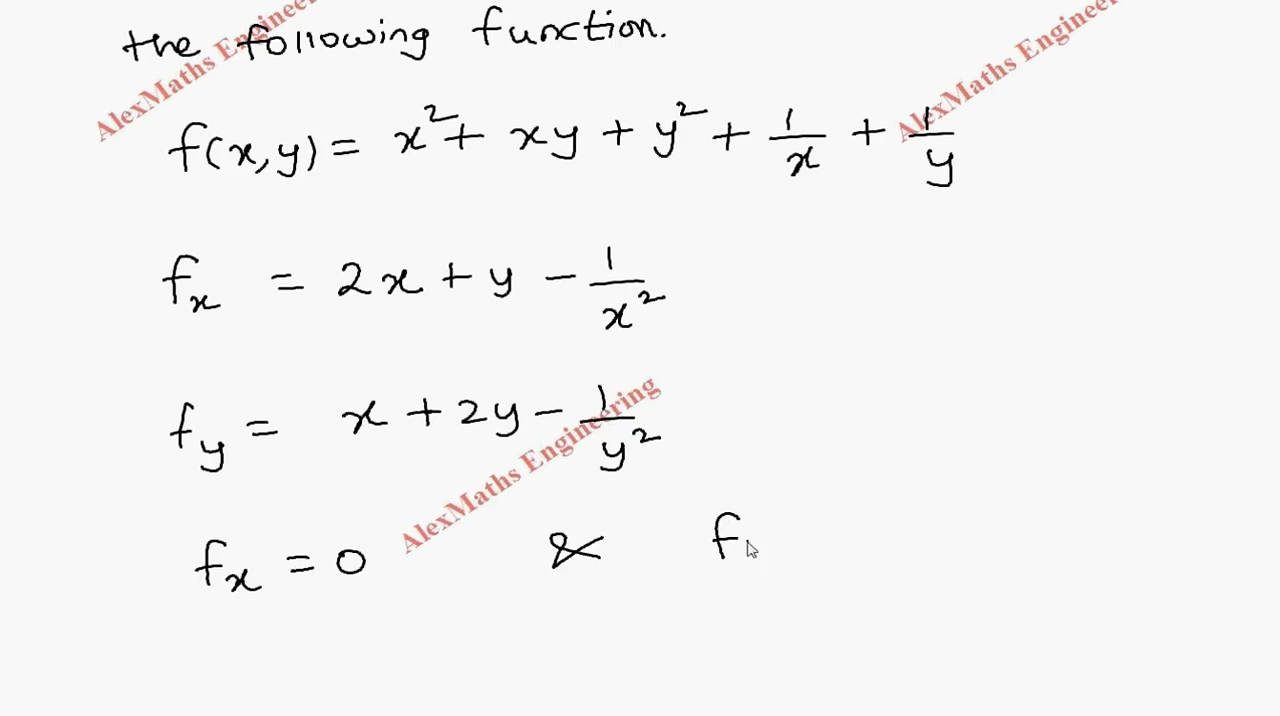 the following function.
f(x,y) = x² + xy + y² + 1/x + 1/y
fₓ = 2x + y - 1/x²
f_y = x + 2y - 1/y²
fₓ = 0 & f
AlexMaths Engineering
AlexMaths Engineering
AlexMaths Engineering